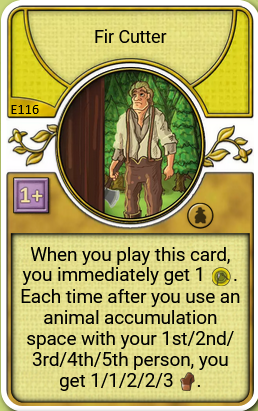 Fir Cutter
E116
1+
When you play this card,
you immediately get 1 .
Each time after you use an
animal accumulation
space with your 1st/2nd/
3rd/4th/5th person, you
get 1/1/2/2/3 .